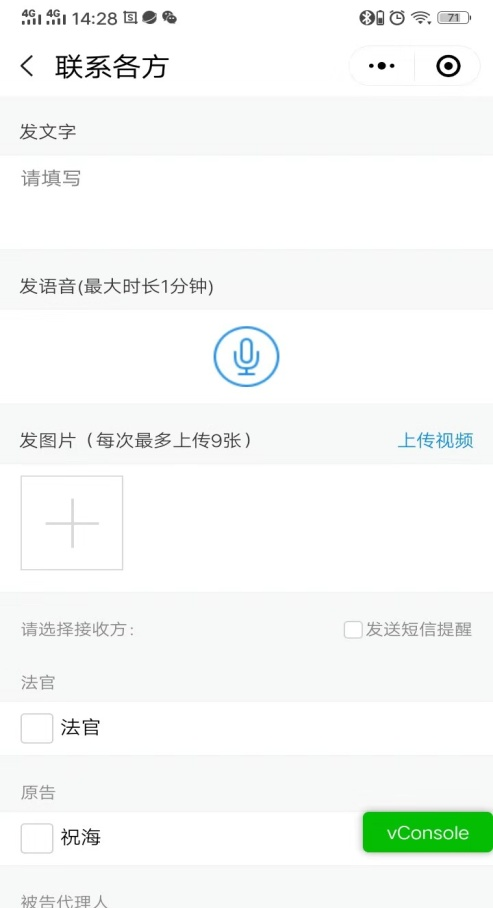 4G 4G 14:28 71
联系各方
发文字
请填写
发语音(最大时长1分钟)
发图片（每次最多上传9张） 上传视频
请选择接收方: 发送短信提醒
法官
法官
原告
祝海
vConsole
被告代理人